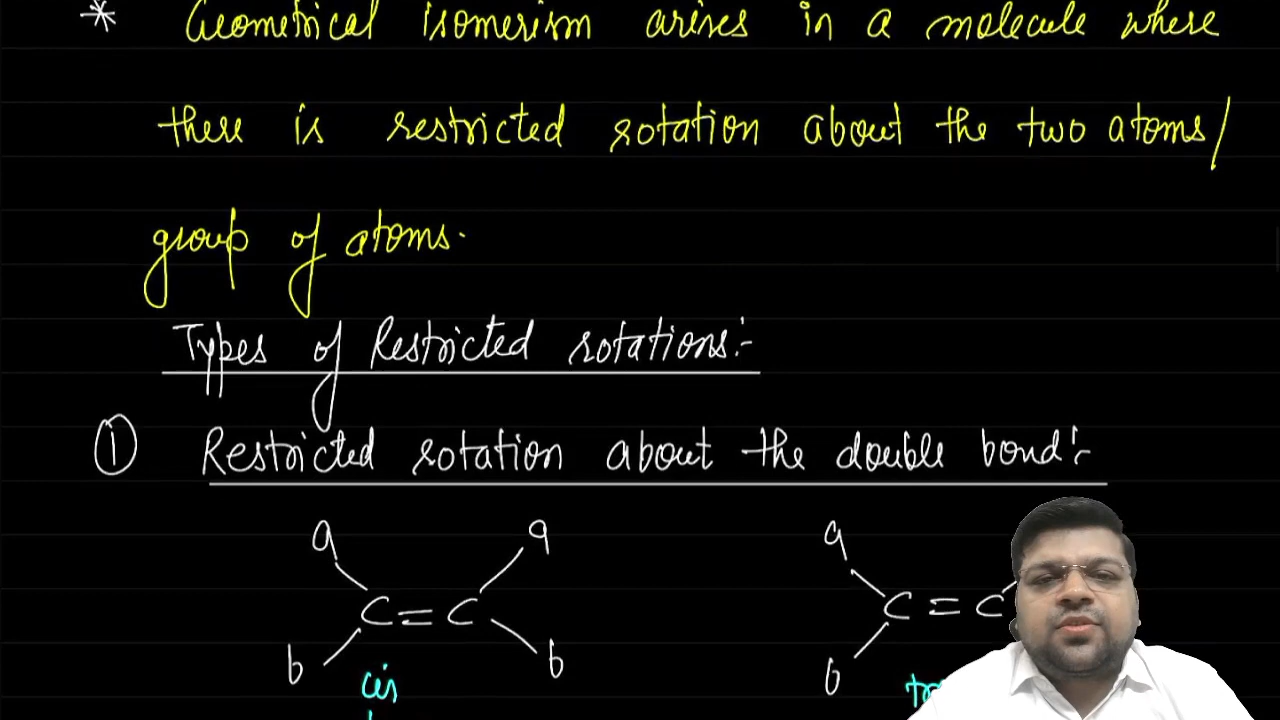 * Geometrical isomerism arises in a molecule where
there is restricted rotation about the two atoms/
group of atoms.
Types of Restricted rotations:-
① Restricted rotation about the double bond:-
a a a
C=C C=C
b b b
cis tr